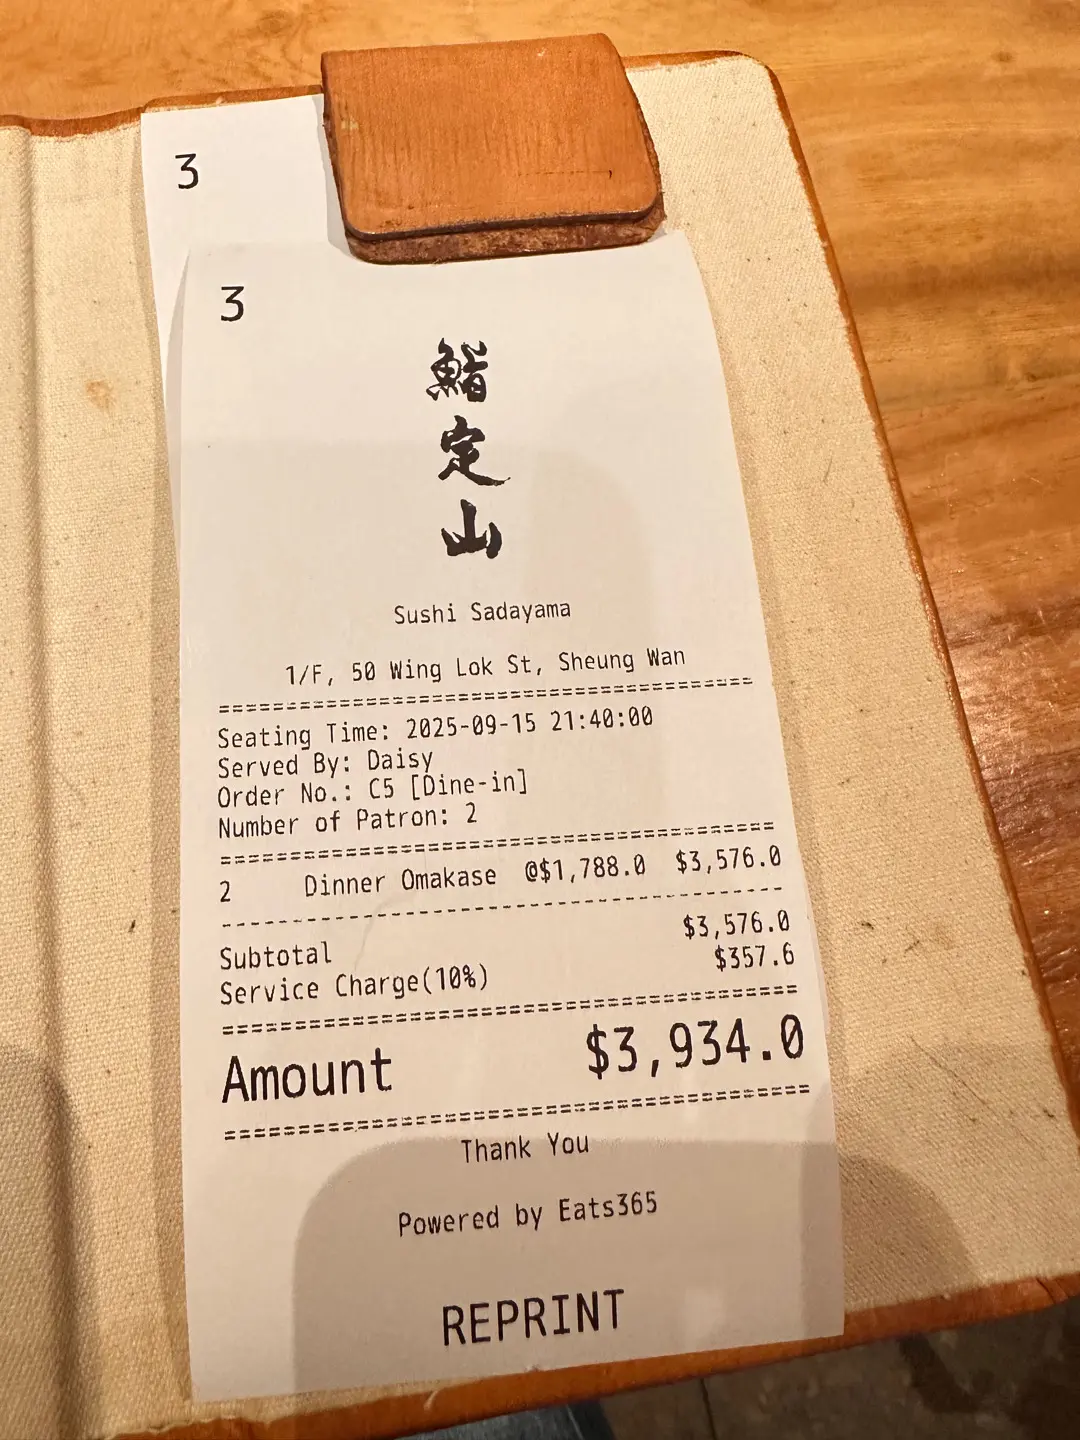 3
3
鮨
定
山
Sushi Sadayama
1/F, 50 Wing Lok St, Sheung Wan
==========================================
Seating Time: 2025-09-15 21:40:00
Served By: Daisy
Order No.: C5 [Dine-in]
Number of Patron: 2
==========================================
2 Dinner Omakase @$1,788.0 $3,576.0
------------------------------------------
Subtotal $3,576.0
Service Charge(10%) $357.6
==========================================
Amount $3,934.0
==========================================
Thank You
Powered by Eats365
REPRINT